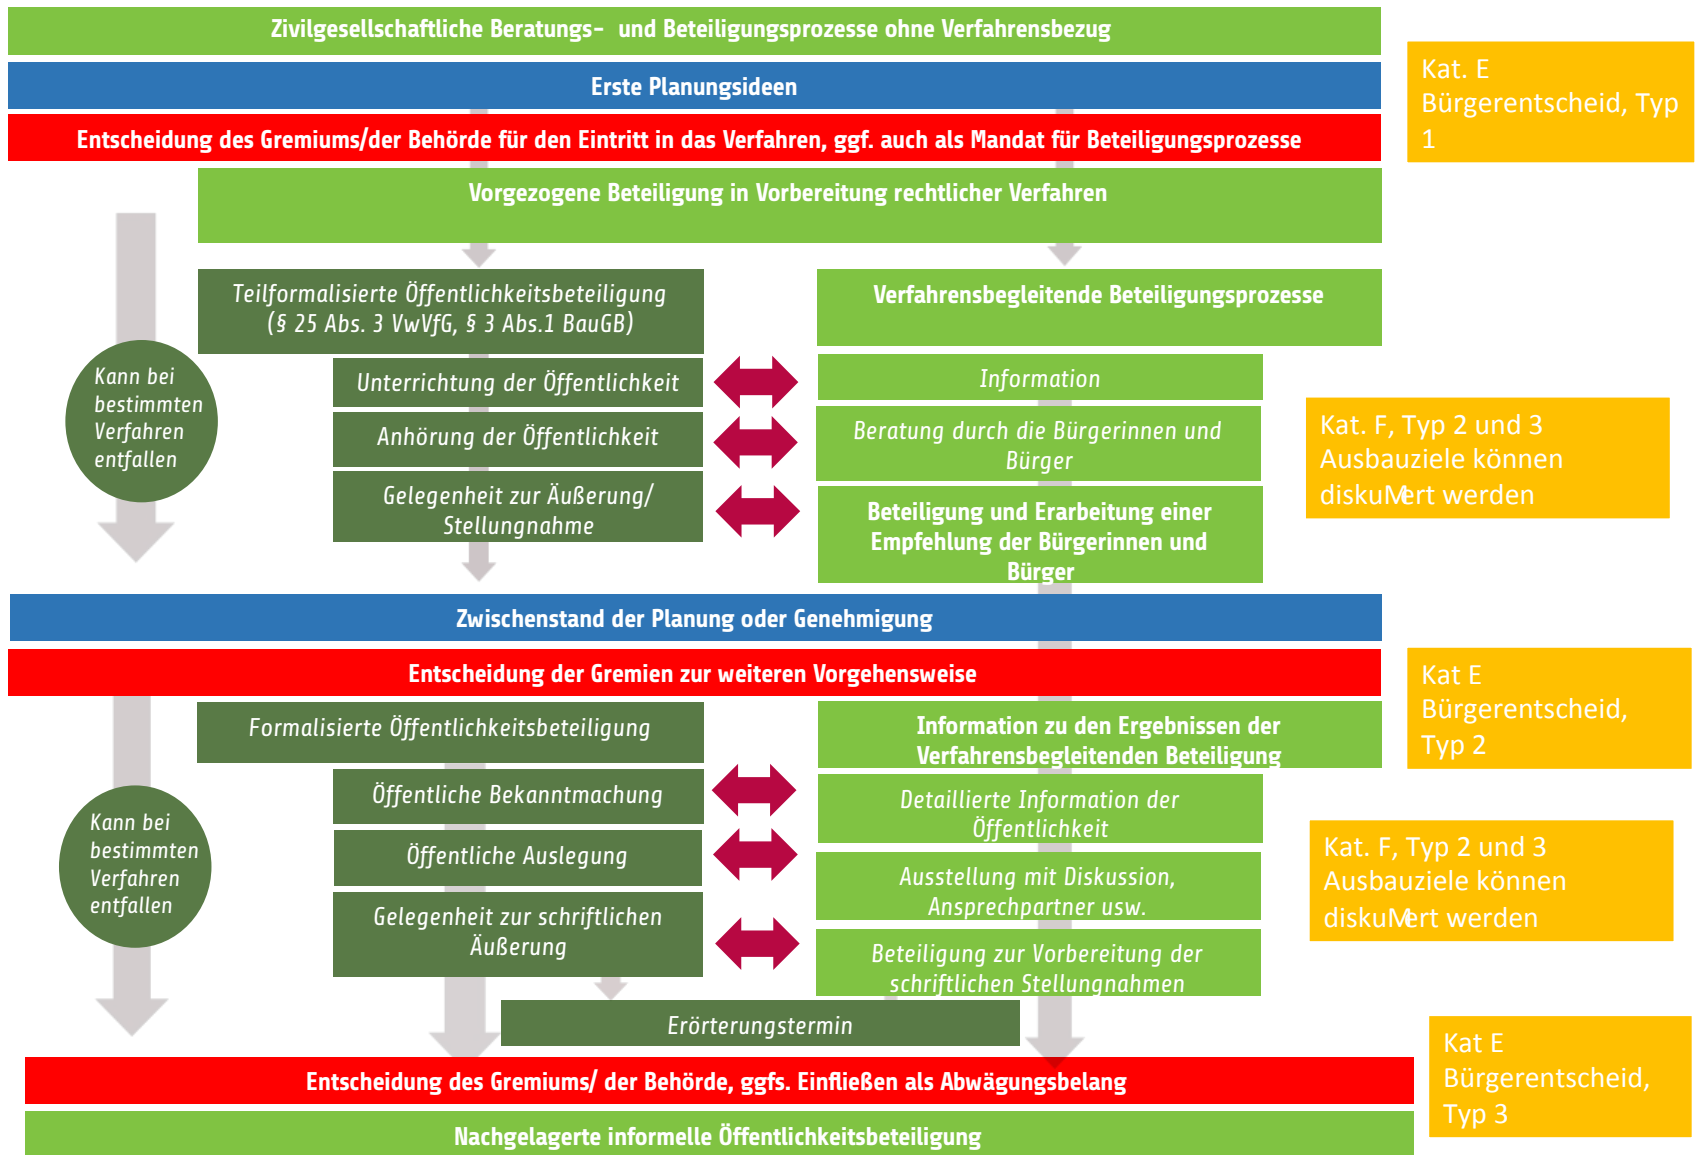 Zivilgesellschaftliche Beratungs- und Beteiligungsprozesse ohne Verfahrensbezug
Erste Planungsideen
Entscheidung des Gremiums/der Behörde für den Eintritt in das Verfahren, ggf. auch als Mandat für Beteiligungsprozesse
Kat. E
Bürgerentscheid, Typ
1
Vorgezogene Beteiligung in Vorbereitung rechtlicher Verfahren
Kann bei
bestimmten
Verfahren
entfallen
Teilformalisierte Öffentlichkeitsbeteiligung
(§ 25 Abs. 3 VwVfG, § 3 Abs.1 BauGB)
Unterrichtung der Öffentlichkeit
Anhörung der Öffentlichkeit
Gelegenheit zur Äußerung/
Stellungnahme
Verfahrensbegleitende Beteiligungsprozesse
Information
Beratung durch die Bürgerinnen und
Bürger
Beteiligung und Erarbeitung einer
Empfehlung der Bürgerinnen und
Bürger
Kat. F, Typ 2 und 3
Ausbauziele können
diskuMert werden
Zwischenstand der Planung oder Genehmigung
Entscheidung der Gremien zur weiteren Vorgehensweise
Kat E
Bürgerentscheid,
Typ 2
Kann bei
bestimmten
Verfahren
entfallen
Formalisierte Öffentlichkeitsbeteiligung
Öffentliche Bekanntmachung
Öffentliche Auslegung
Gelegenheit zur schriftlichen
Äußerung
Information zu den Ergebnissen der
Verfahrensbegleitenden Beteiligung
Detaillierte Information der
Öffentlichkeit
Ausstellung mit Diskussion,
Ansprechpartner usw.
Beteiligung zur Vorbereitung der
schriftlichen Stellungnahmen
Kat. F, Typ 2 und 3
Ausbauziele können
diskuMert werden
Erörterungstermin
Entscheidung des Gremiums/ der Behörde, ggfs. Einfließen als Abwägungsbelang
Nachgelagerte informelle Öffentlichkeitsbeteiligung
Kat E
Bürgerentscheid,
Typ 3